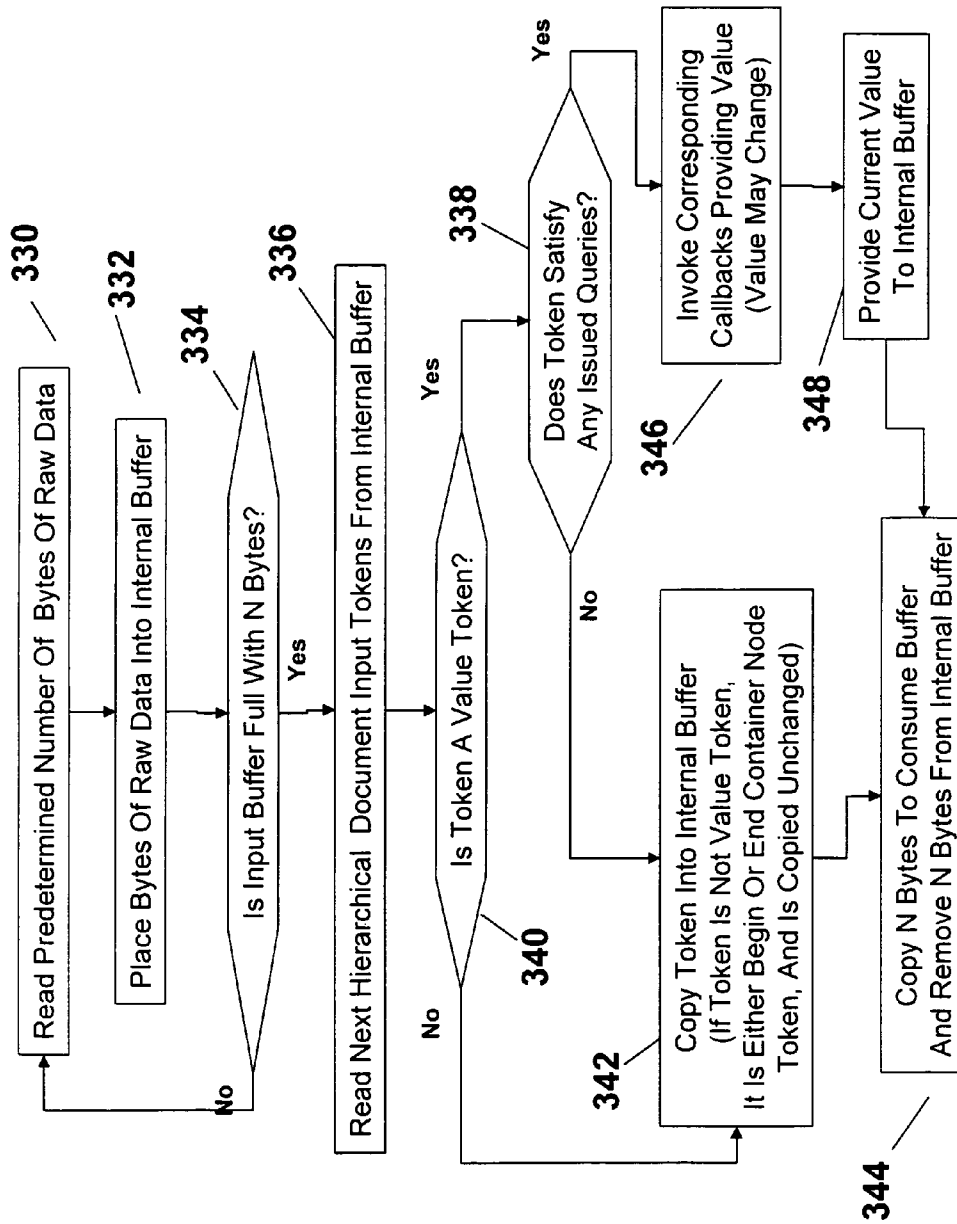 330
Read Predetermined Number Of Bytes Of Raw Data
332
Place Bytes Of Raw Data Into Internal Buffer
334
Is Input Buffer Full With N Bytes?
No
Yes
336
Read Next Hierarchical Document Input Tokens From Internal Buffer
Is Token A Value Token?
No
Yes
340
338
Does Token Satisfy
Any Issued Queries?
No
Yes
342
Copy Token Into Internal Buffer
(If Token Is Not Value Token,
It Is Either Begin Or End Container Node
Token, And Is Copied Unchanged)
Invoke Corresponding
Callbacks Providing Value
(Value May Change)
346
Provide Current Value
To Internal Buffer
348
Copy N Bytes To Consume Buffer
And Remove N Bytes From Internal Buffer
344